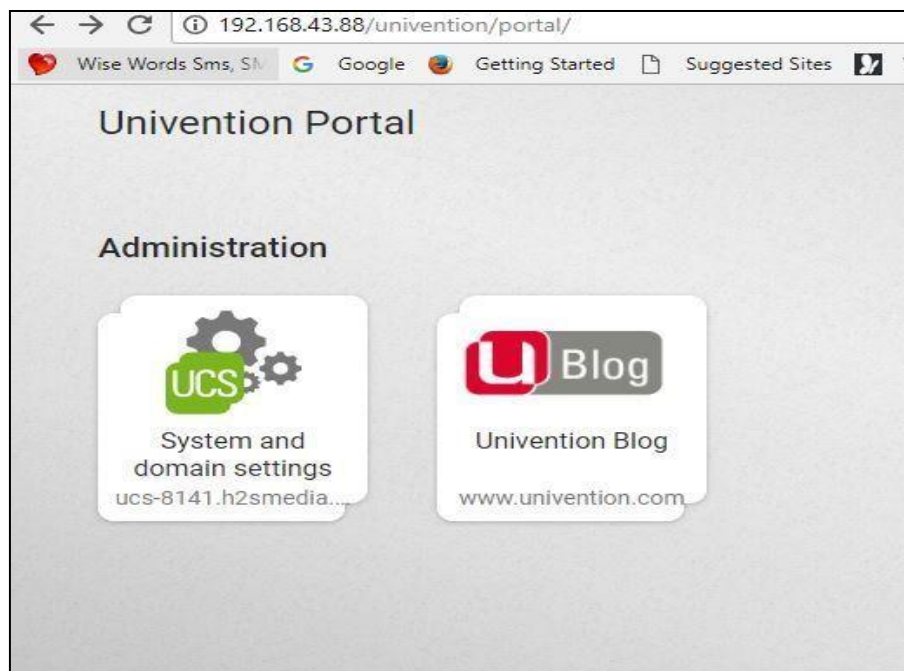 192.168.43.88/univention/portal/
Wise Words Sms, SM Google Getting Started Suggested Sites
Univention Portal
Administration
UCS
u Blog
System and
domain settings
ucs-8141.h2smedia....
Univention Blog
www.univention.com